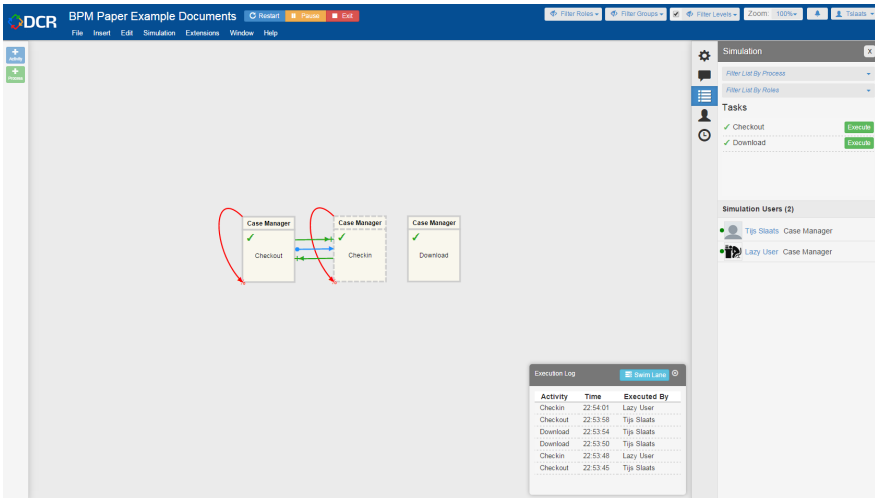 DCR
BPM Paper Example Documents
Restart
Pause
Exit
Filter Roles
Filter Groups
Filter Levels
Zoom: 100%
Tslaats
File Insert Edit Simulation Extensions Window Help
Activity
Process
Simulation
X
Filter List By Process
Filter List By Roles
Tasks
Checkout Execute
Download Execute
Simulation Users (2)
Tijs Slaats Case Manager
Lazy User Case Manager
Case Manager
Checkout
Case Manager
Checkin
Case Manager
Download
Execution Log
Swim Lane
Activity Time Executed By
Checkin 22:54:01 Lazy User
Checkout 22:53:58 Tijs Slaats
Download 22:53:54 Tijs Slaats
Download 22:53:50 Tijs Slaats
Checkin 22:53:48 Lazy User
Checkout 22:53:45 Tijs Slaats